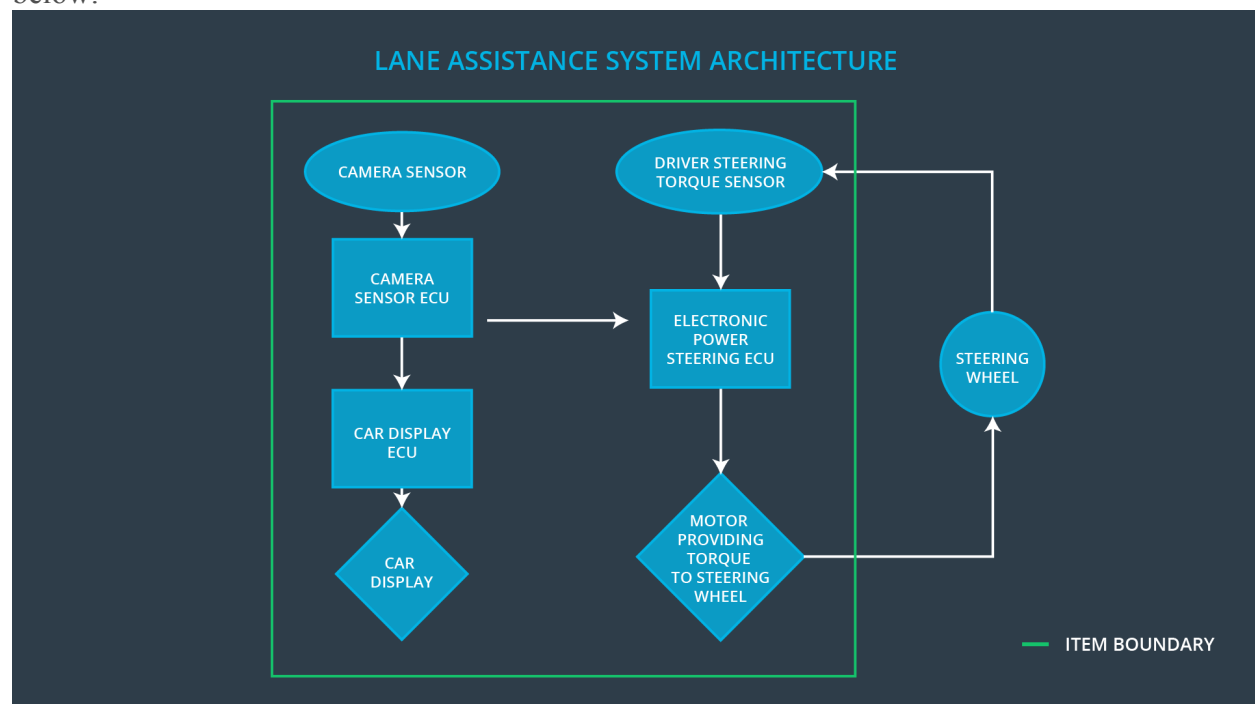 below.
LANE ASSISTANCE SYSTEM ARCHITECTURE
CAMERA SENSOR
DRIVER STEERING
TORQUE SENSOR
CAMERA
SENSOR ECU
ELECTRONIC
POWER
STEERING ECU
STEERING
WHEEL
CAR DISPLAY
ECU
MOTOR
PROVIDING
TORQUE
TO STEERING
WHEEL
CAR
DISPLAY
ITEM BOUNDARY